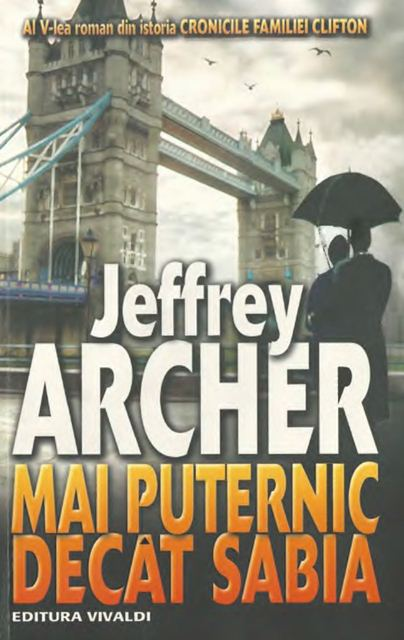 Al V-lea roman din istoria CRONICILE FAMILIEI CLIFTON
Jeffrey
ARCHER
MAI PUTERNIC
DECÂT SABIA
EDITURA VIVALDI